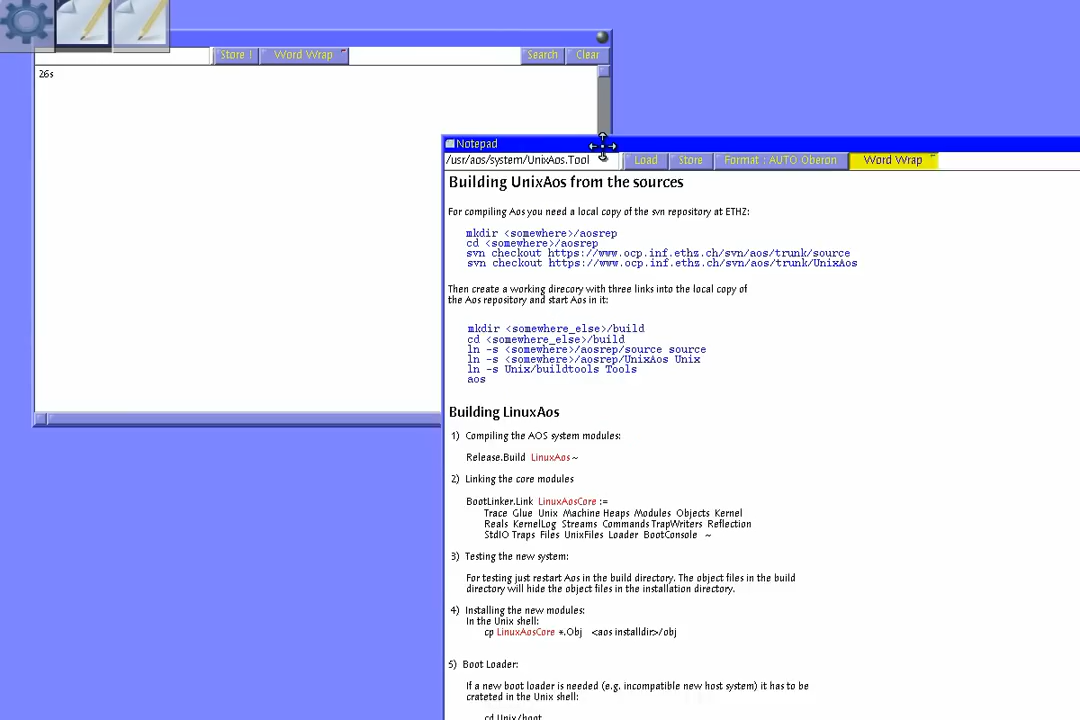 Store !
Word Wrap
Search
Clear
26s
Notepad
/usr/aos/system/UnixAos.Tool
Load
Store
Format : AUTO Oberon
Word Wrap
Building UnixAos from the sources
For compiling Aos you need a local copy of the svn repository at ETHZ:
mkdir <somewhere>/aosrep
cd <somewhere>/aosrep
svn checkout https://www.ocp.inf.ethz.ch/svn/aos/trunk/source
svn checkout https://www.ocp.inf.ethz.ch/svn/aos/trunk/UnixAos
Then create a working direcory with three links into the local copy of
the Aos repository and start Aos in it:
mkdir <somewhere_else>/build
cd <somewhere_else>/build
ln -s <somewhere>/aosrep/source source
ln -s <somewhere>/aosrep/UnixAos Unix
ln -s Unix/buildtools Tools
aos
Building LinuxAos
1) Compiling the AOS system modules:
Release.Build LinuxAos ~
2) Linking the core modules
BootLinker.Link LinuxAosCore :=
Trace Glue Unix Machine Heaps Modules Objects Kernel
Reals KernelLog Streams Commands TrapWriters Reflection
StdIO Traps Files UnixFiles Loader BootConsole ~
3) Testing the new system:
For testing just restart Aos in the build directory. The object files in the build
directory will hide the object files in the installation directory.
4) Installing the new modules:
In the Unix shell:
cp LinuxAosCore *.Obj <aos installdir>/obj
5) Boot Loader:
If a new boot loader is needed (e.g. incompatible new host system) it has to be
crateted in the Unix shell:
cd Unix/boot